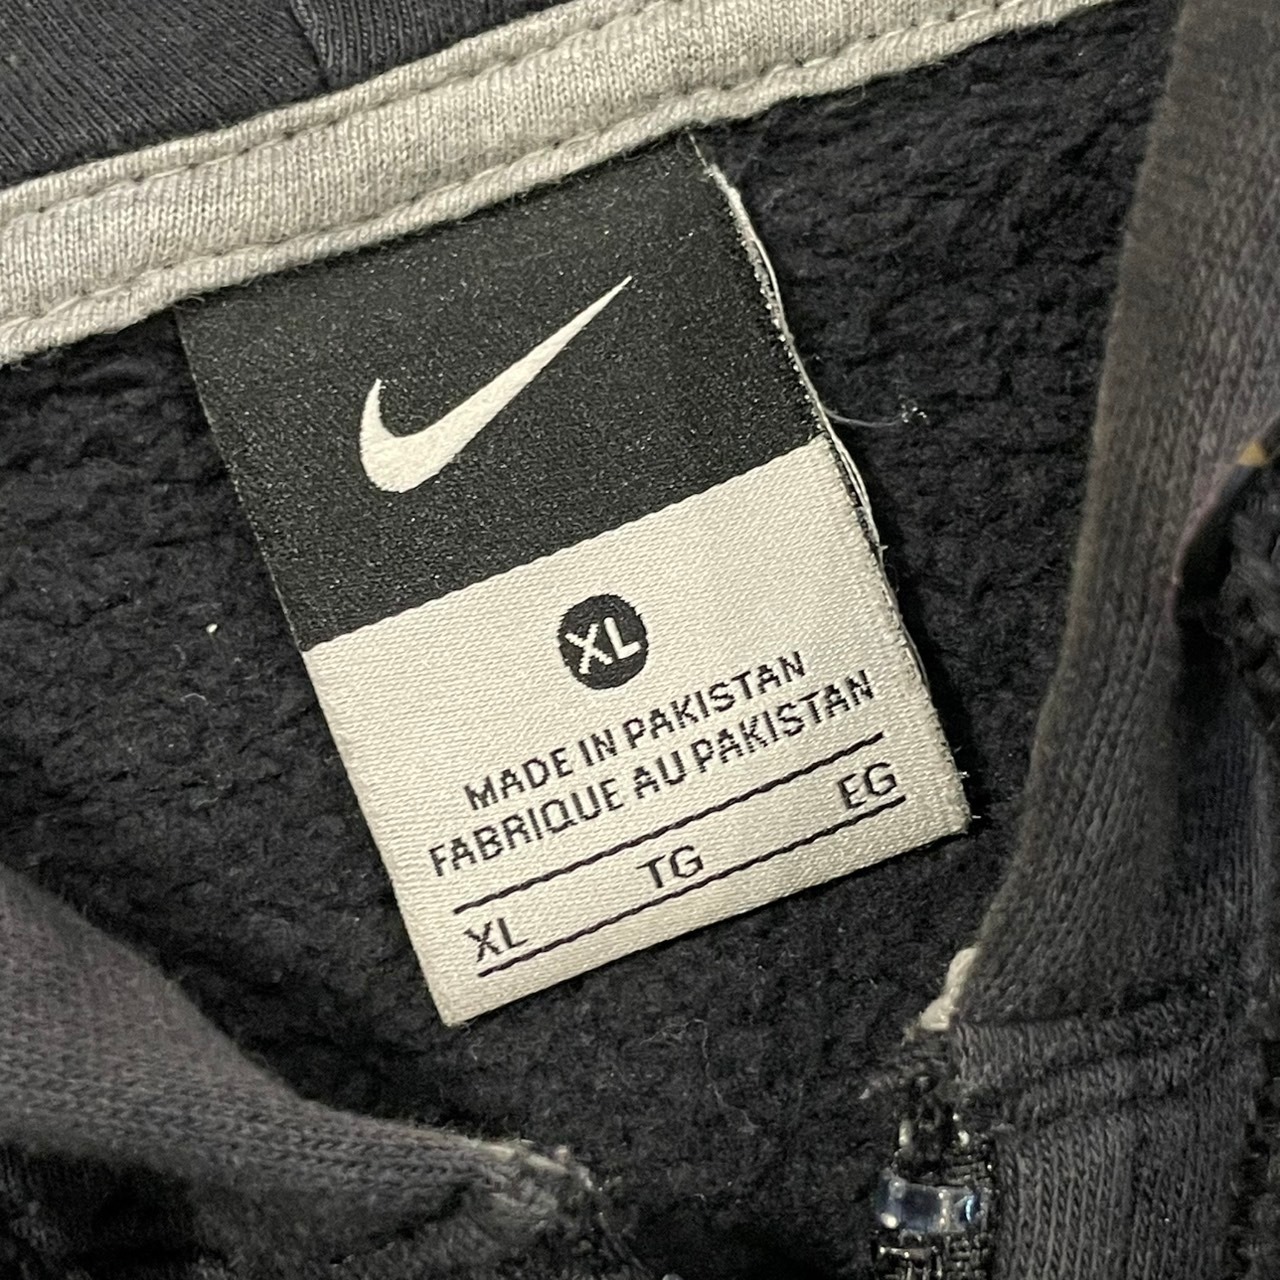 XL
MADE IN PAKISTAN
FABRIQUE AU PAKISTAN
XL TG EG